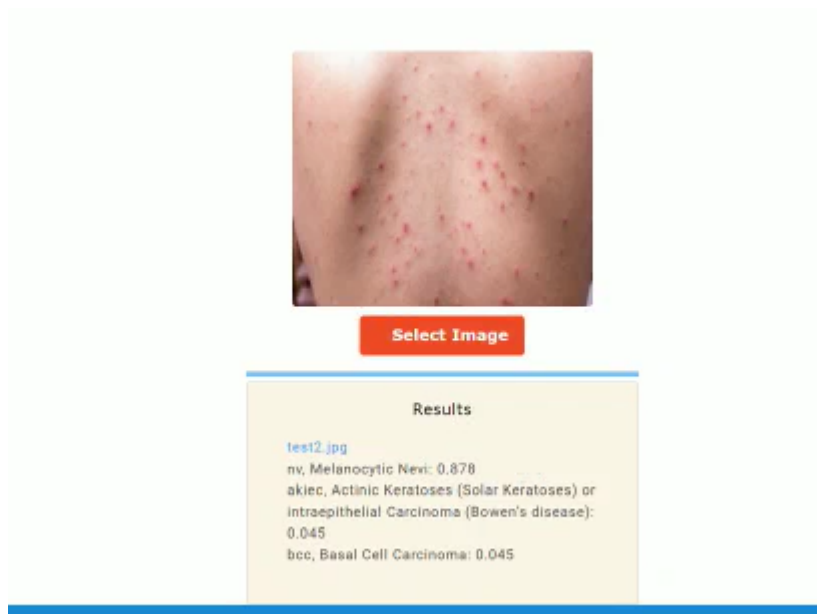 Select Image
Results
test2.jpg
nv, Melanocytic Nevi: 0.878
akiec, Actinic Keratoses (Solar Keratoses) or
intraepithelial Carcinoma (Bowen's disease):
0.045
bcc, Basal Cell Carcinoma: 0.045